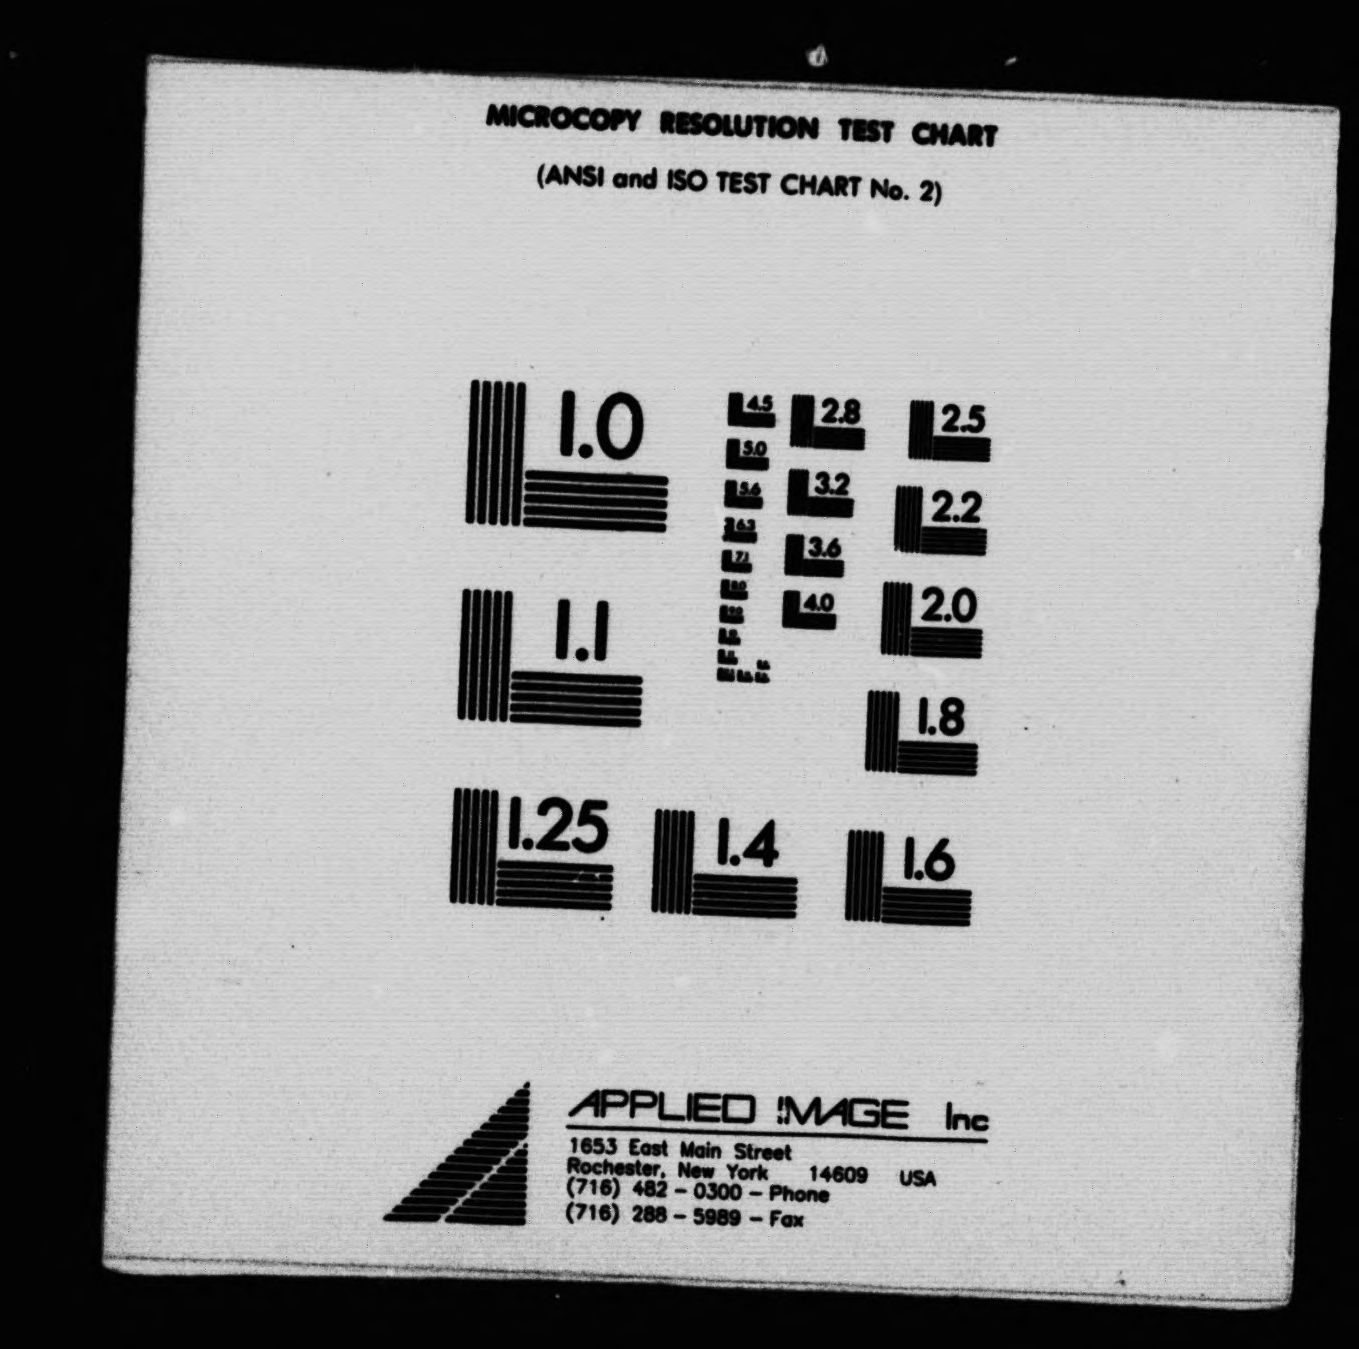 MICROCOPY RESOLUTION TEST CHART
(ANSI and ISO TEST CHART No. 2)
1.0
4.5
2.8
2.5
5.0
5.6
3.2
2.2
6.3
3.6
7.1
8.0
4.0
2.0
1.1
1.8
1.25
1.4
1.6
APPLIED IMAGE Inc
1653 East Main Street
Rochester, New York 14609 USA
(716) 482 - 0300 - Phone
(716) 288 - 5989 - Fax